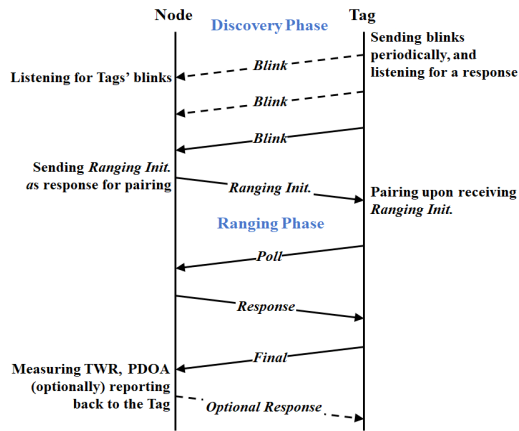 Node
Tag
Discovery Phase
Sending blinks
periodically, and
listening for a response
Blink
Listening for Tags’ blinks
Blink
Blink
Sending Ranging Init.
as response for pairing
Ranging Init.
Pairing upon receiving
Ranging Init.
Ranging Phase
Poll
Response
Final
Measuring TWR, PDOA
(optionally) reporting
back to the Tag
Optional Response